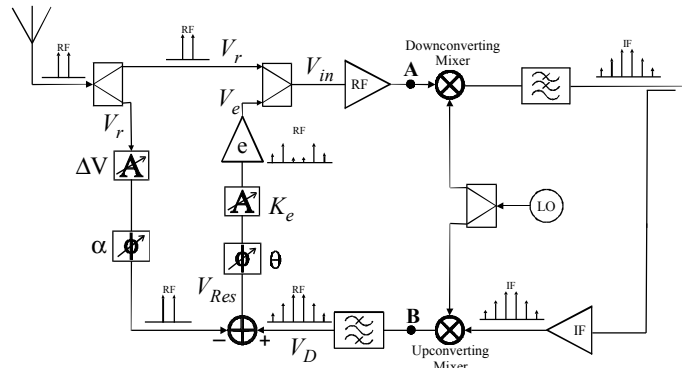 RF
RF
V_r
V_r
V_e
V_in
RF
A
Downconverting
Mixer
IF
e
RF
ΔV
A
A
K_e
LO
α
ϕ
ϕ
θ
V_Res
RF
RF
− +
V_D
B
IF
IF
Upconverting
Mixer